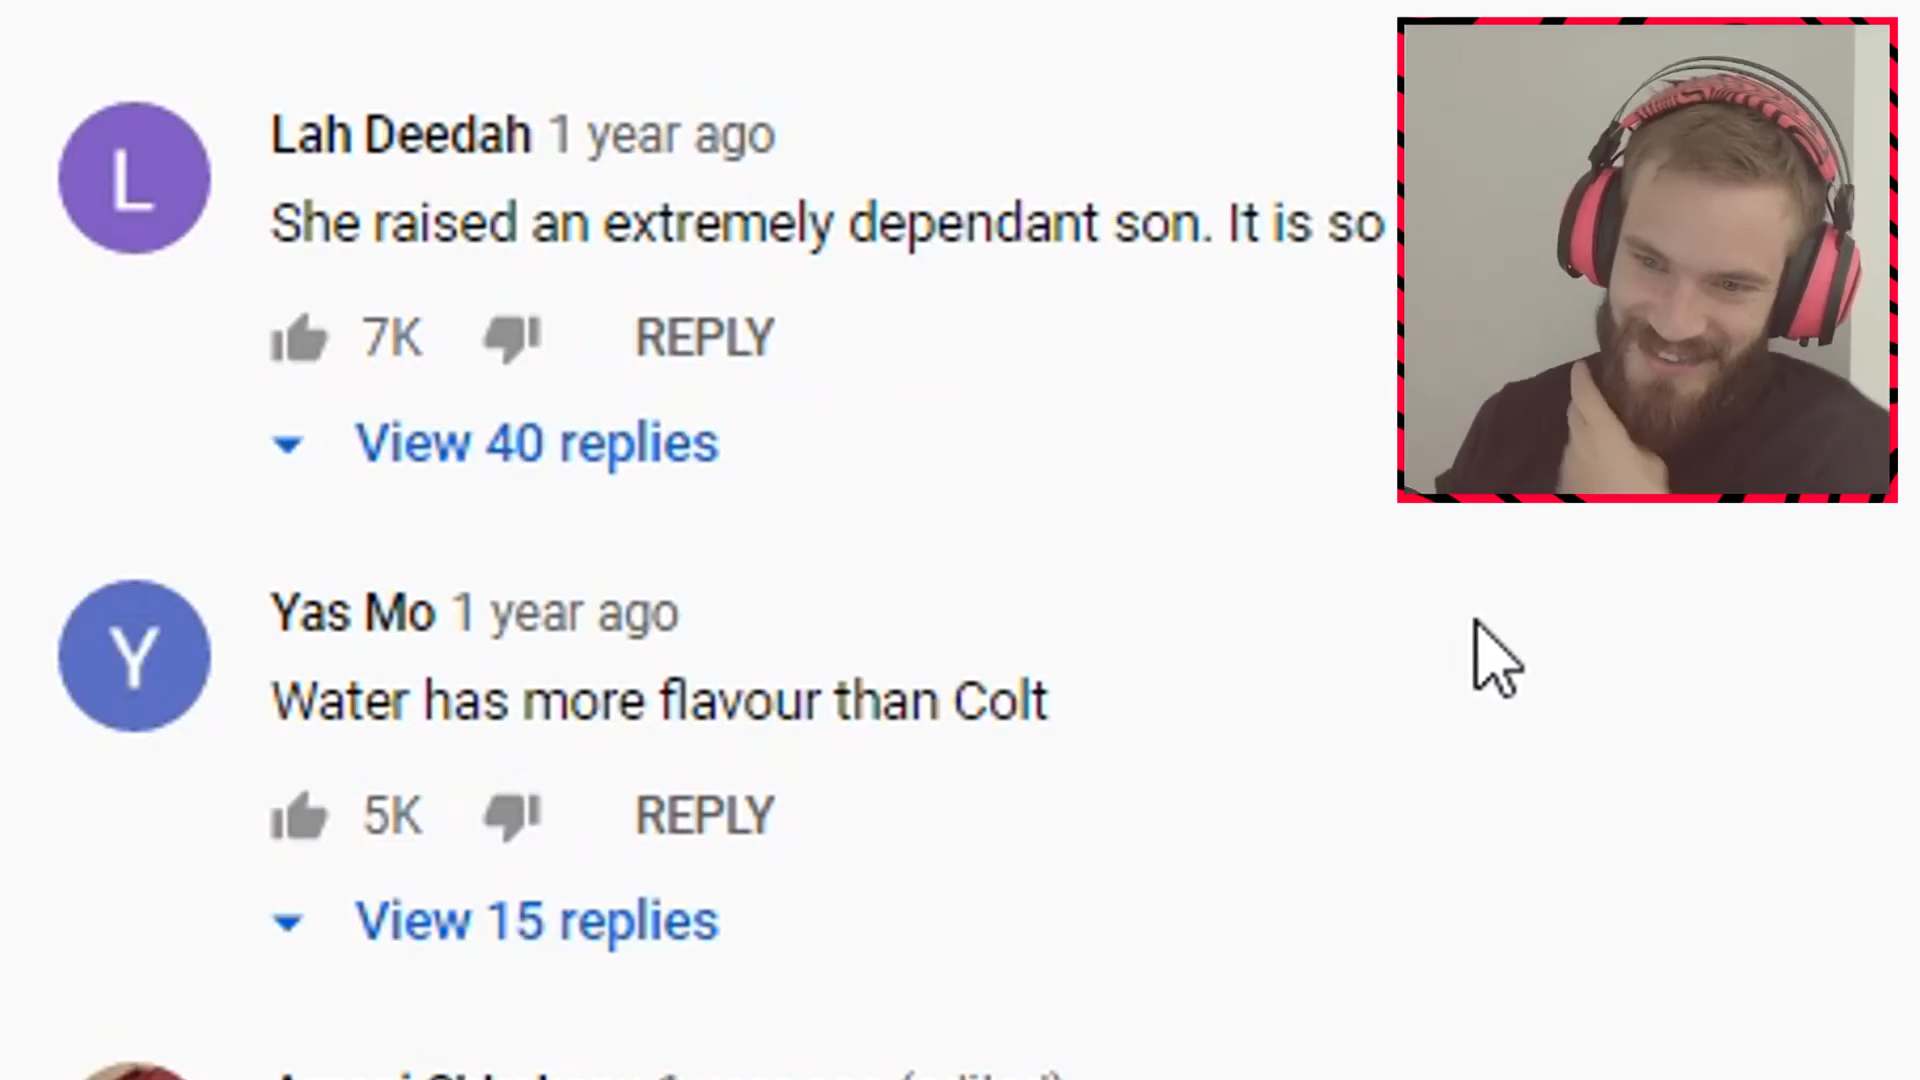 L
Lah Deedah 1 year ago
She raised an extremely dependant son. It is so
7K REPLY
View 40 replies
Y
Yas Mo 1 year ago
Water has more flavour than Colt
5K REPLY
View 15 replies